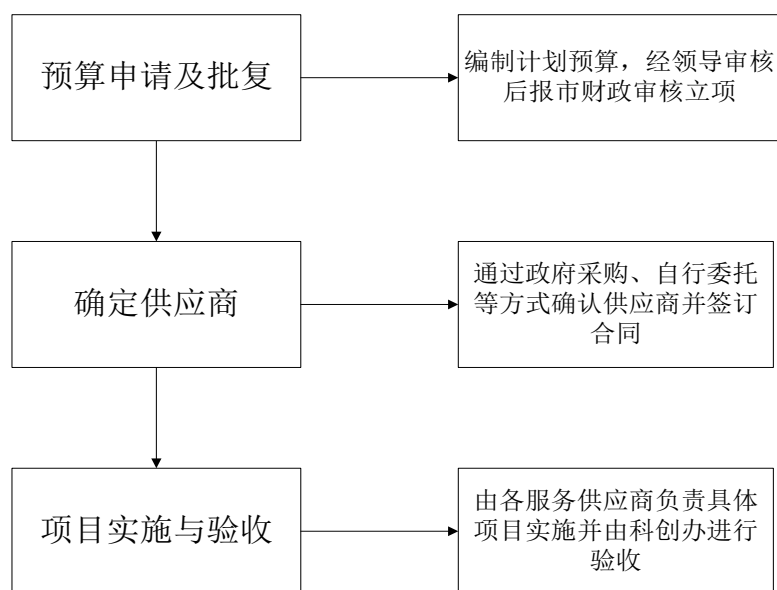 预算申请及批复
编制计划预算，经领导审核
后报市财政审核立项
确定供应商
通过政府采购、自行委托
等方式确认供应商并签订
合同
项目实施与验收
由各服务供应商负责具体
项目实施并由科创办进行
验收